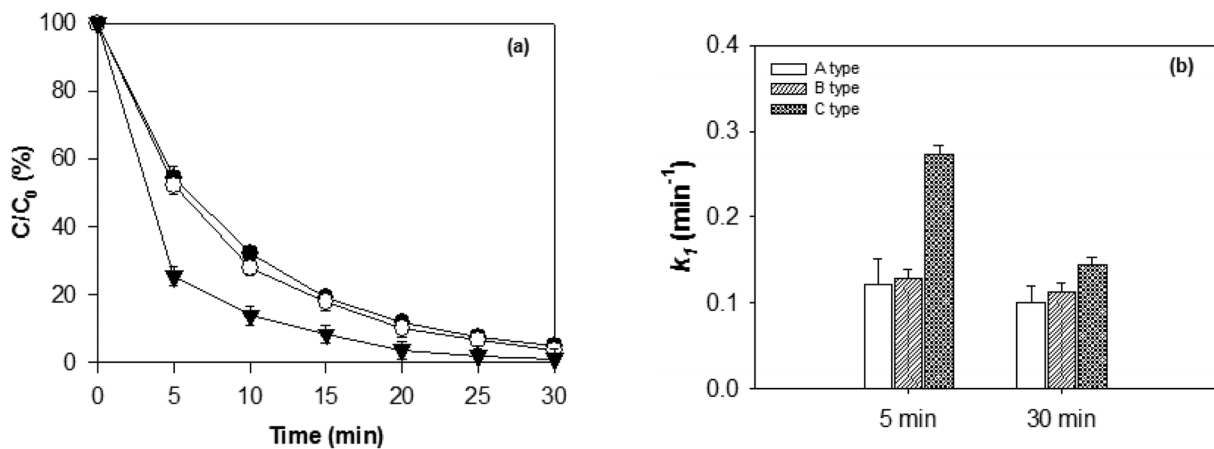 (a)
C/C0 (%)
100
80
60
40
20
0
0 5 10 15 20 25 30
Time (min)
(b)
A type
B type
C type
k1 (min-1)
0.4
0.3
0.2
0.1
0.0
5 min 30 min